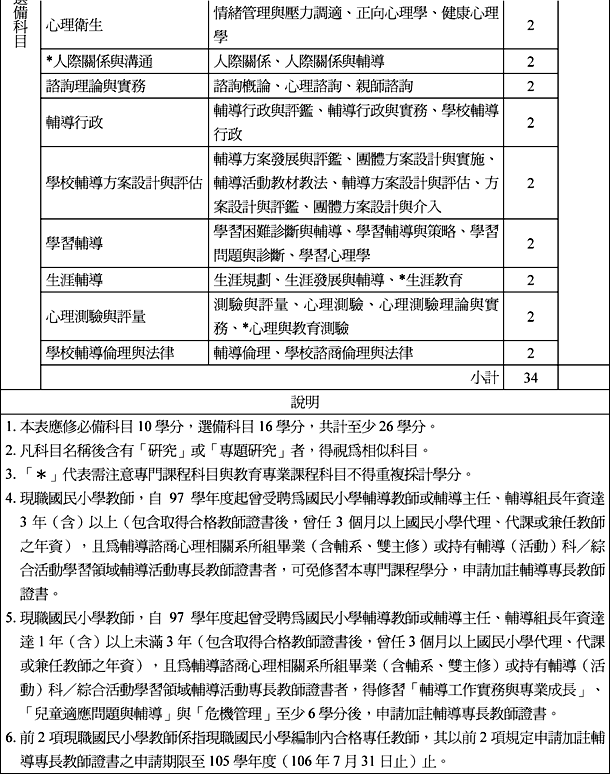 選備科目
心理衛生 情緒管理與壓力調適、正向心理學、健康心理學 2
*人際關係與溝通 人際關係、人際關係與輔導 2
諮詢理論與實務 諮詢概論、心理諮詢、親師諮詢 2
輔導行政 輔導行政與評鑑、輔導行政與實務、學校輔導行政 2
學校輔導方案設計與評估 輔導方案發展與評鑑、團體方案設計與實施、輔導活動教材教法、輔導方案設計與評估、方案設計與評鑑、團體方案設計與介入 2
學習輔導 學習困難診斷與輔導、學習輔導與策略、學習問題與診斷、學習心理學 2
生涯輔導 生涯規劃、生涯發展與輔導、*生涯教育 2
心理測驗與評量 測驗與評量、心理測驗、心理測驗理論與實務、*心理與教育測驗 2
學校輔導倫理與法律 輔導倫理、學校諮商倫理與法律 2
小計 34
說明
1. 本表應修必備科目 10 學分，選備科目 16 學分，共計至少 26 學分。
2. 凡科目名稱後含有「研究」或「專題研究」者，得視為相似科目。
3. 「＊」代表需注意專門課程科目與教育專業課程科目不得重複採計學分。
4. 現職國民小學教師，自 97 學年度起曾受聘為國民小學輔導教師或輔導主任、輔導組長年資達
3 年（含）以上（包含取得合格教師證書後，曾任 3 個月以上國民小學代理、代課或兼任教師
之年資），且為輔導諮商心理相關系所組畢業（含輔系、雙主修）或持有輔導（活動）科／綜
合活動學習領域輔導活動專長教師證書者，可免修習本專門課程學分，申請加註輔導專長教師
證書。
5. 現職國民小學教師，自 97 學年度起曾受聘為國民小學輔導教師或輔導主任、輔導組長年資達
達 1 年（含）以上未滿 3 年（包含取得合格教師證書後，曾任 3 個月以上國民小學代理、代課
或兼任教師之年資），且為輔導諮商心理相關系所組畢業（含輔系、雙主修）或持有輔導（活
動）科／綜合活動學習領域輔導活動專長教師證書者，得修習「輔導工作實務與專業成長」、
「兒童適應問題與輔導」與「危機管理」至少 6 學分後，申請加註輔導專長教師證書。
6. 前 2 項現職國民小學教師係指現職國民小學編制內合格專任教師，其以前 2 項規定申請加註輔
導專長教師證書之申請期限至 105 學年度（106 年 7 月 31 日止）止。